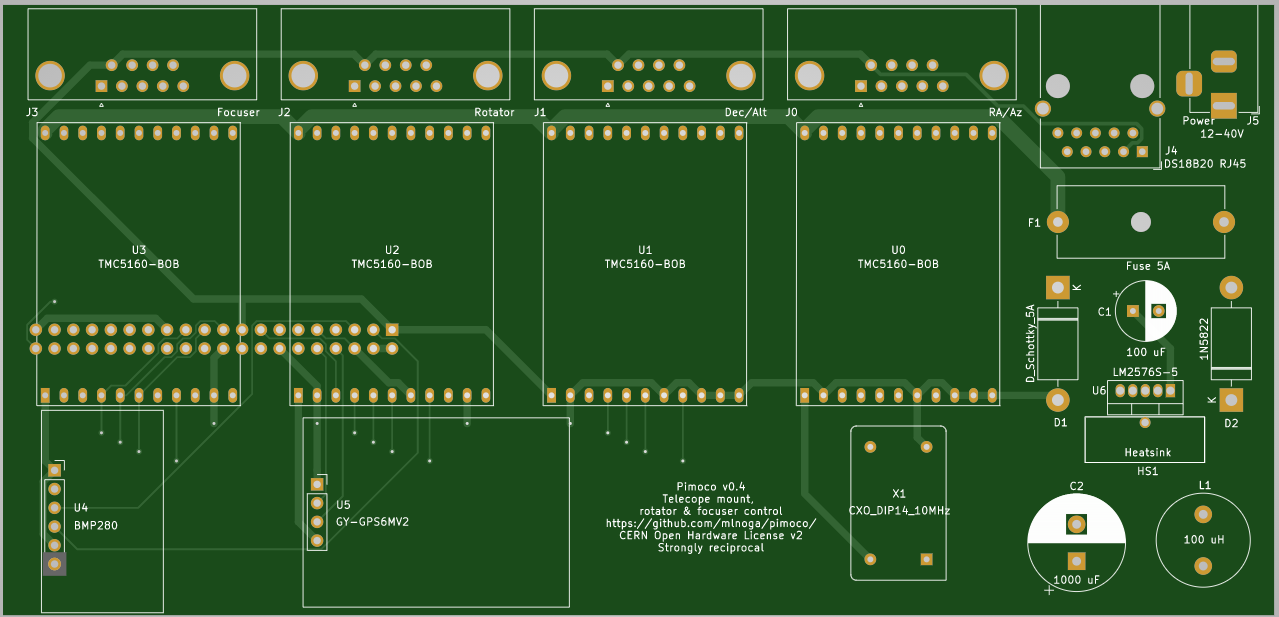 J3
Focuser
J2
Rotator
J1
Dec/Alt
J0
RA/Az
Power
J5
12-40V
J4
DS18B20 RJ45
F1
Fuse 5A
U3
TMC5160-BOB
U2
TMC5160-BOB
U1
TMC5160-BOB
U0
TMC5160-BOB
K
+
C1
100 uF
D_Schottky_5A
1N5822
LM2576S-5
U6
K
D1
D2
Heatsink
HS1
U4
BMP280
U5
GY-GPS6MV2
Pimoco v0.4
Telecope mount,
rotator & focuser control
https://github.com/mlnoga/pimoco/
CERN Open Hardware License v2
Strongly reciprocal
X1
CXO_DIP14_10MHz
C2
1000 uF
+
L1
100 uH